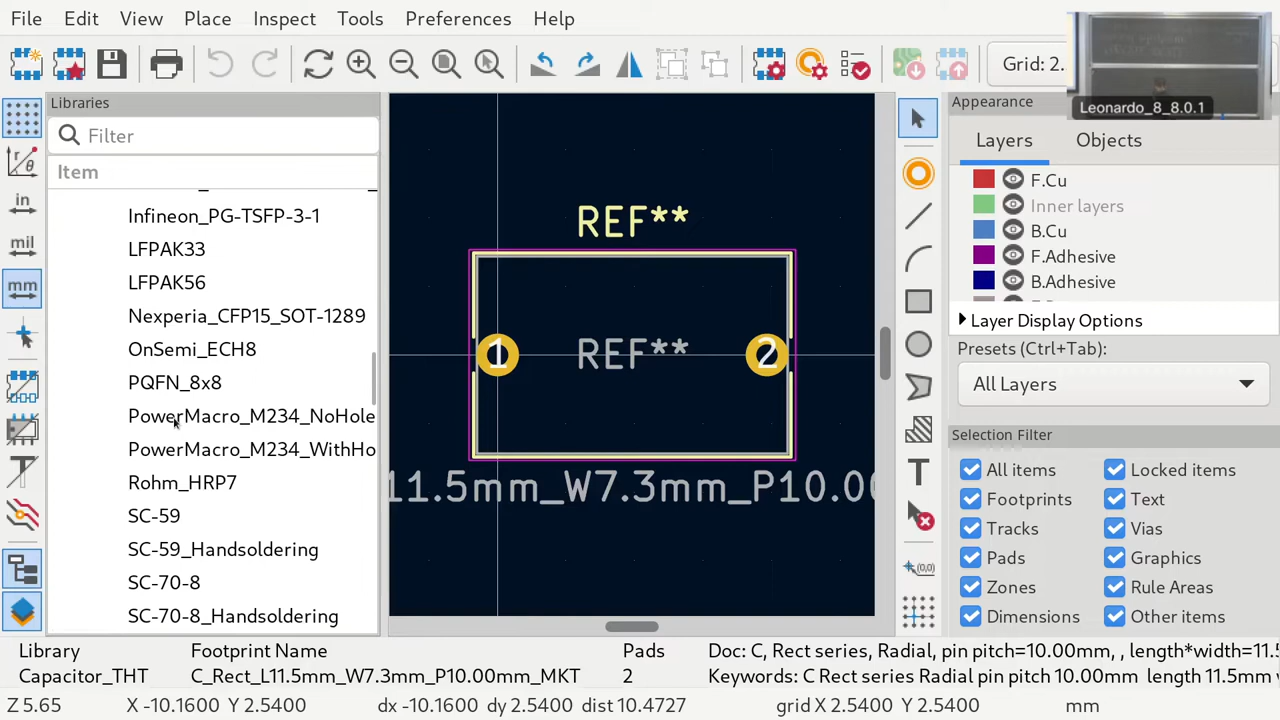 File Edit View Place Inspect Tools Preferences Help
Grid: 2.
Leonardo_8_8.0.1
Libraries
Filter
Item
Infineon_PG-TSFP-3-1
LFPAK33
LFPAK56
Nexperia_CFP15_SOT-1289
OnSemi_ECH8
PQFN_8x8
PowerMacro_M234_NoHole
PowerMacro_M234_WithHo
Rohm_HRP7
SC-59
SC-59_Handsoldering
SC-70-8
SC-70-8_Handsoldering
in
mil
mm
REF**
1 REF** 2
11.5mm_W7.3mm_P10.00
(0,0)
Appearance
Layers Objects
F.Cu
Inner layers
B.Cu
F.Adhesive
B.Adhesive
Layer Display Options
Presets (Ctrl+Tab):
All Layers
Selection Filter
All items Locked items
Footprints Text
Tracks Vias
Pads Graphics
Zones Rule Areas
Dimensions Other items
Library Footprint Name Pads Doc: C, Rect series, Radial, pin pitch=10.00mm, , length*width=11.5
Capacitor_THT C_Rect_L11.5mm_W7.3mm_P10.00mm_MKT 2 Keywords: C Rect series Radial pin pitch 10.00mm length 11.5mm
Z 5.65 X -10.1600 Y 2.5400 dx -10.1600 dy 2.5400 dist 10.4727 grid X 2.5400 Y 2.5400 mm